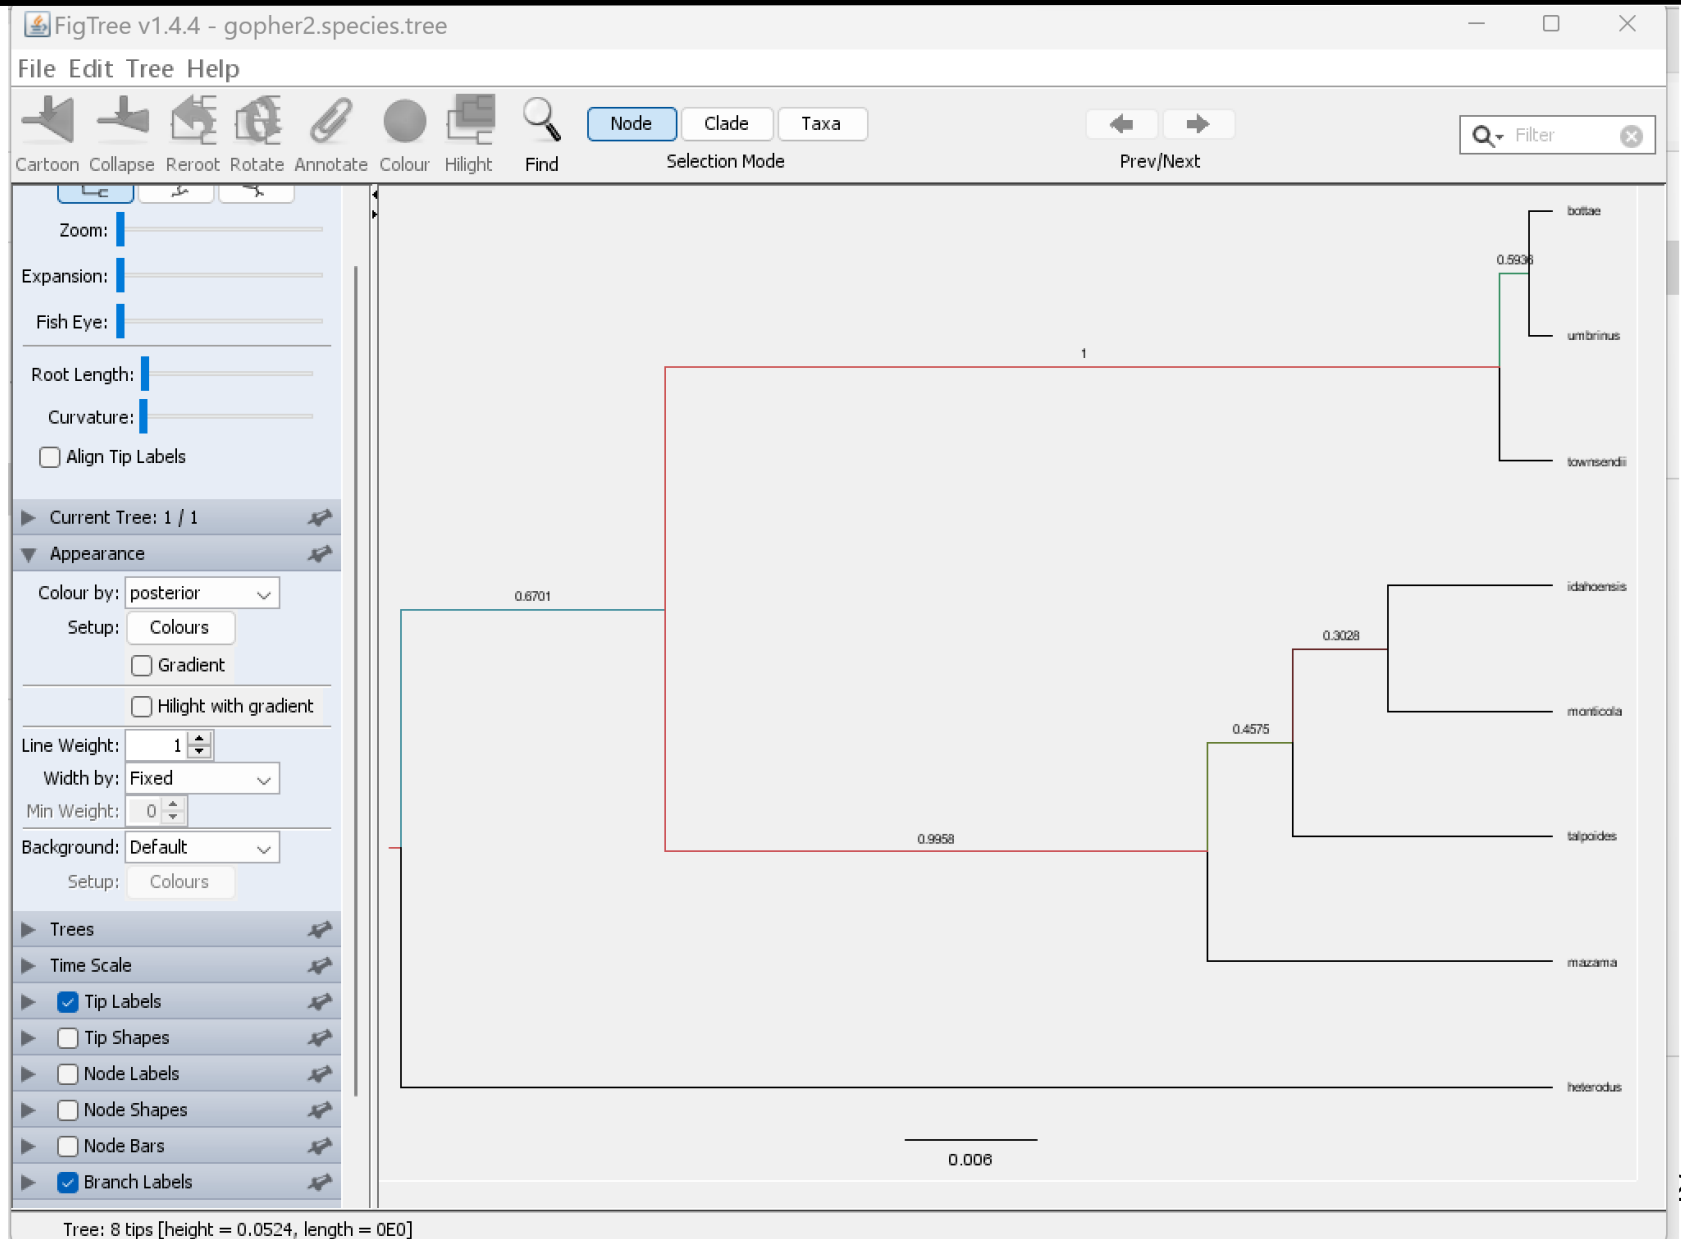 FigTree v1.4.4 - gopher2.species.tree
File Edit Tree Help
Cartoon Collapse Reroot Rotate Annotate Colour Hilight Find
Node Clade Taxa
Selection Mode
Prev/Next
Filter
Zoom:
Expansion:
Fish Eye:
Root Length:
Curvature:
Align Tip Labels
Current Tree: 1 / 1
Appearance
Colour by: posterior
Setup: Colours
Gradient
Hilight with gradient
Line Weight: 1
Width by: Fixed
Min Weight: 0
Background: Default
Setup: Colours
Trees
Time Scale
Tip Labels
Tip Shapes
Node Labels
Node Shapes
Node Bars
Branch Labels
bottae
0.5936
umbrinus
1
townsendii
idahoensis
0.6701
0.3028
monticola
0.4575
talpoides
0.9958
mazama
heterodus
0.006
Tree: 8 tips [height = 0.0524, length = 0E0]